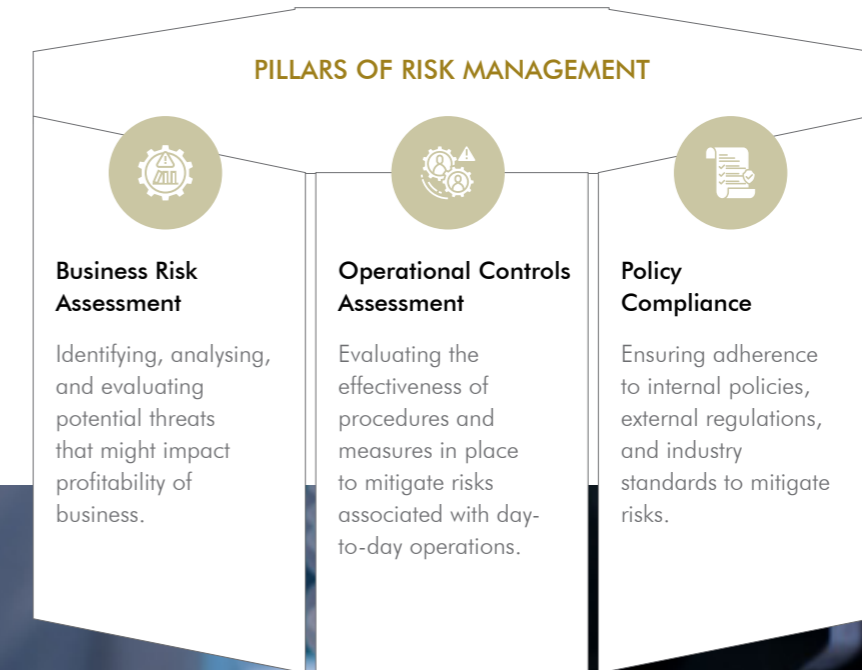 PILLARS OF RISK MANAGEMENT
Business Risk
Assessment
Identifying, analysing,
and evaluating
potential threats
that might impact
profitability of
business.
Operational Controls
Assessment
Evaluating the
effectiveness of
procedures and
measures in place
to mitigate risks
associated with day-
to-day operations.
Policy
Compliance
Ensuring adherence
to internal policies,
external regulations,
and industry
standards to mitigate
risks.